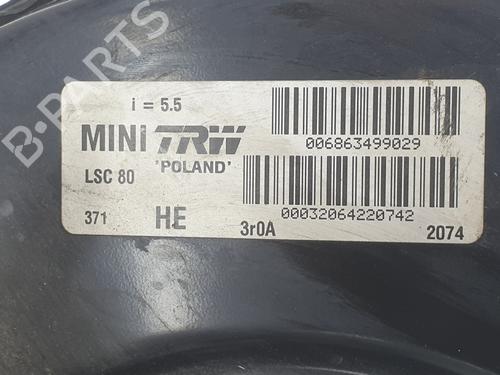 i = 5.5
MINI TRW
006863499029
'POLAND'
LSC 80
00032064220742
371 HE 3r0A 2074
B-PARTS